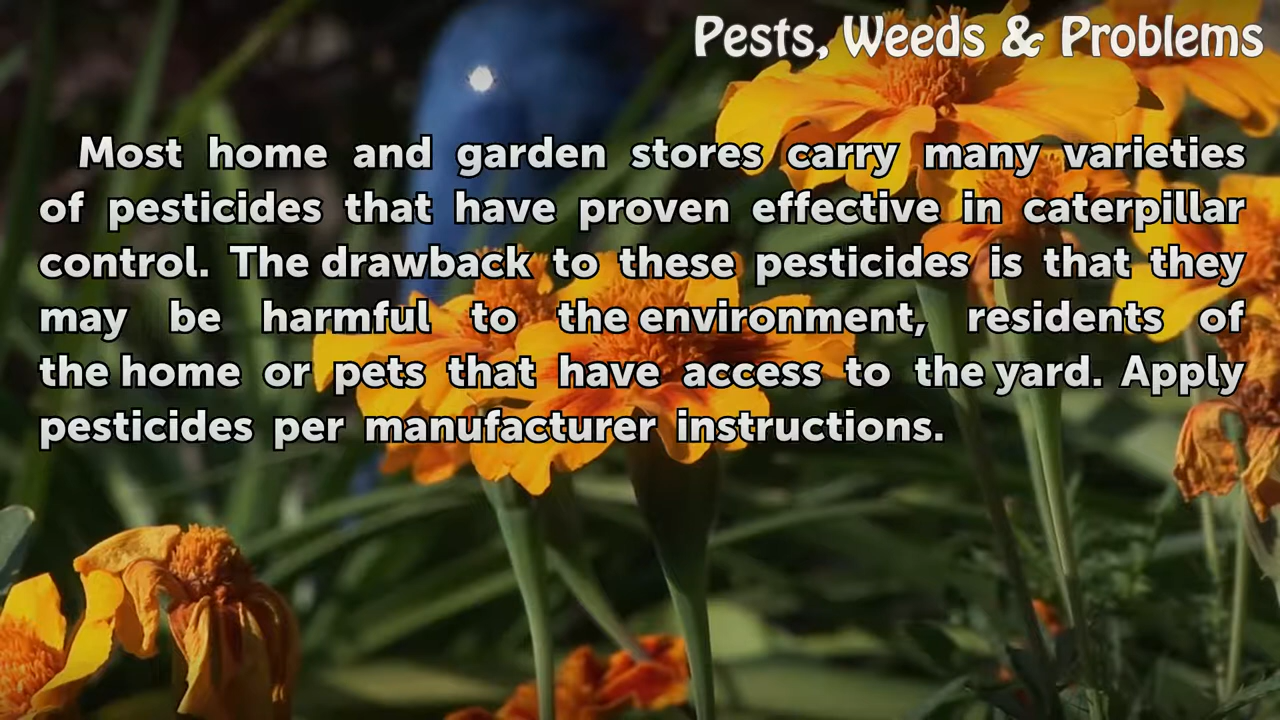 Pests, Weeds & Problems
Most home and garden stores carry many varieties
of pesticides that have proven effective in caterpillar
control. The drawback to these pesticides is that they
may be harmful to the environment, residents of
the home or pets that have access to the yard. Apply
pesticides per manufacturer instructions.